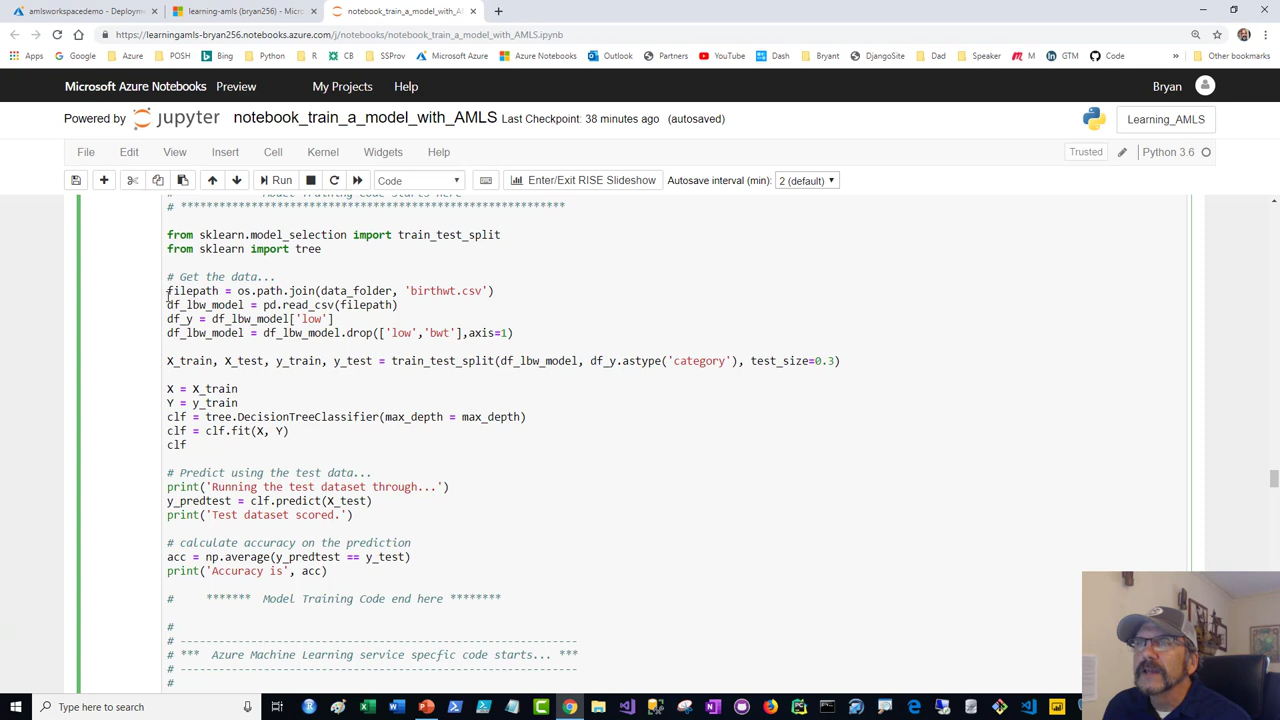 amlsworkspacedemo - Deployme
learning-amls (bryan256) - Micro
notebook_train_a_model_with_AML
https://learningamls-bryan256.notebooks.azure.com/j/notebooks/notebook_train_a_model_with_AMLS.ipynb
Apps Google Azure POSH Bing Python R CB SSProv Outlook Partners YouTube Dash Microsoft Azure Bryant DjangoSite Dad Speaker LIM GTM Code Other bookmarks
Microsoft Azure Notebooks Preview My Projects Help Bryan
Powered by jupyter notebook_train_a_model_with_AMLS Last Checkpoint: 38 minutes ago (autosaved) Learning_AMLS
File Edit View Insert Cell Kernel Widgets Help Trusted Python 3.6
Run Code Enter/Exit RISE Slideshow Autosave interval (min): 2 (default)
# Model Training Code starts here
# ************************************************************
from sklearn.model_selection import train_test_split
from sklearn import tree
# Get the data...
filepath = os.path.join(data_folder, 'birthwt.csv')
df_lbw_model = pd.read_csv(filepath)
df_y = df_lbw_model['low']
df_lbw_model = df_lbw_model.drop(['low','bwt'],axis=1)
X_train, X_test, y_train, y_test = train_test_split(df_lbw_model, df_y.astype('category'), test_size=0.3)
X = X_train
Y = y_train
clf = tree.DecisionTreeClassifier(max_depth = max_depth)
clf = clf.fit(X, Y)
clf
# Predict using the test data...
print('Running the test dataset through...')
y_predtest = clf.predict(X_test)
print('Test dataset scored.')
# calculate accuracy on the prediction
acc = np.average(y_predtest == y_test)
print('Accuracy is', acc)
# ******* Model Training Code end here ********
#
# --------------------------------------------------------------
# *** Azure Machine Learning service specfic code starts... ***
# --------------------------------------------------------------
#
Type here to search